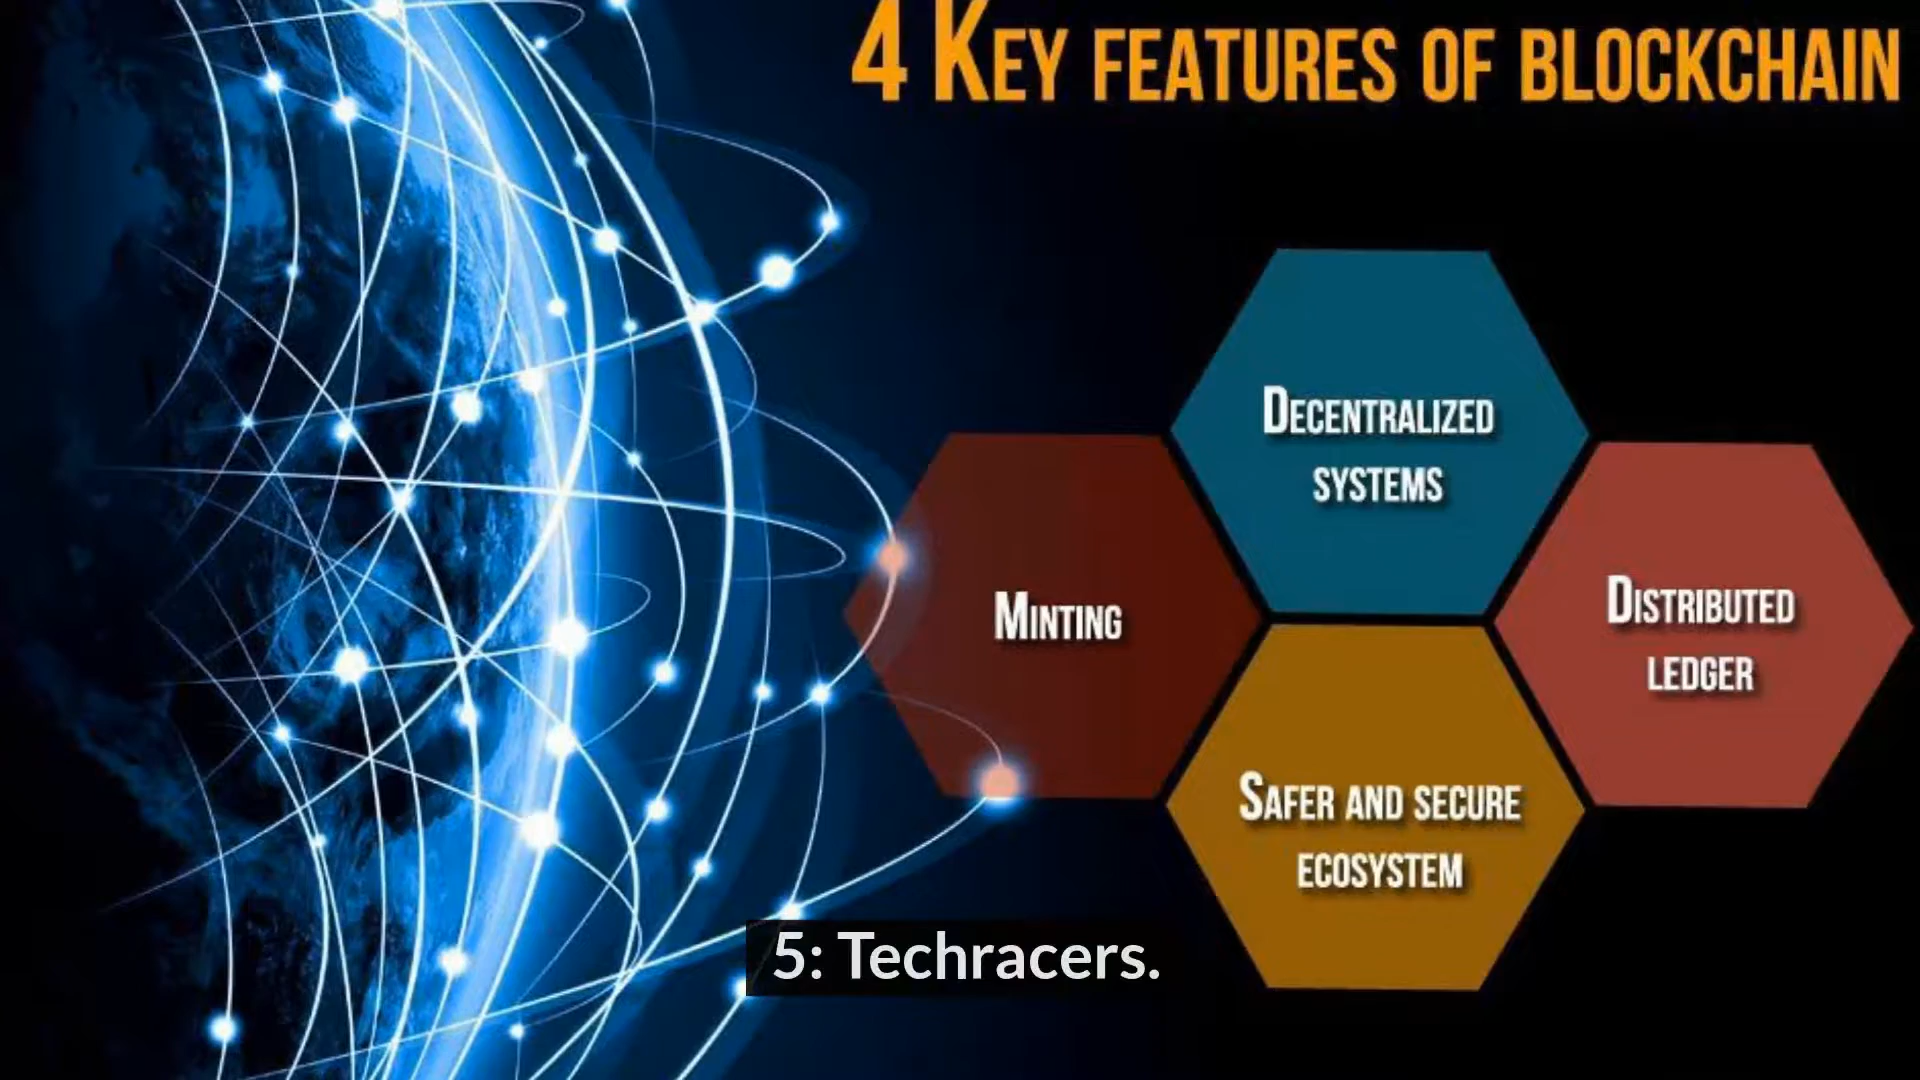 4 KEY FEATURES OF BLOCKCHAIN
DECENTRALIZED
SYSTEMS
MINTING
DISTRIBUTED
LEDGER
SAFER AND SECURE
ECOSYSTEM
5: Techracers.